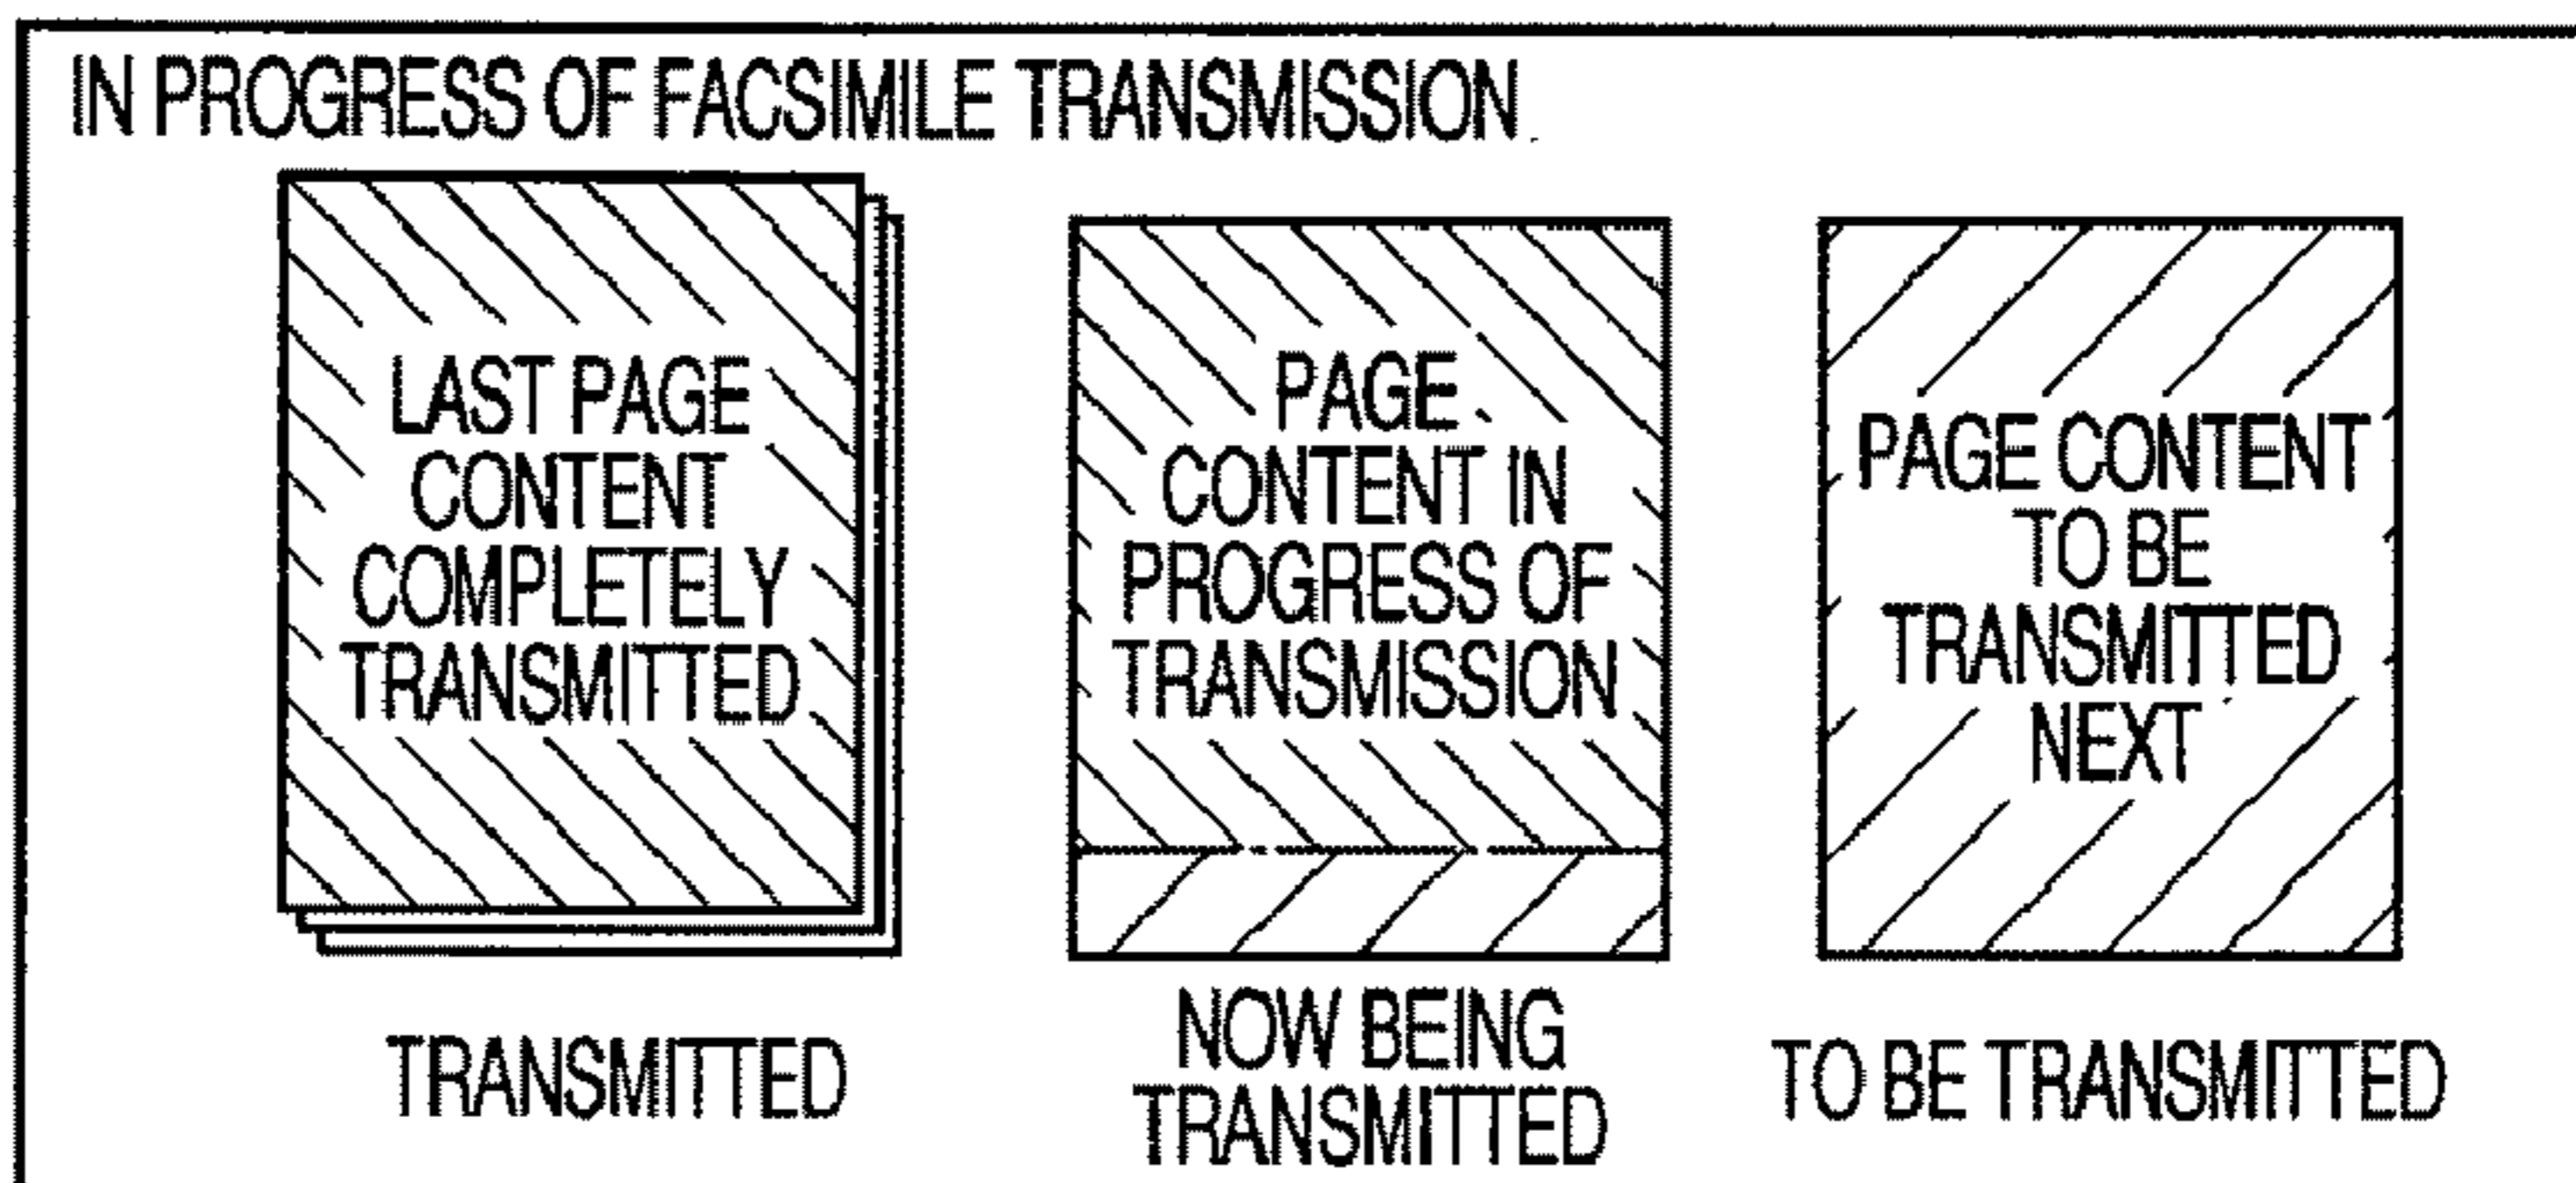 IN PROGRESS OF FACSIMILE TRANSMISSION
LAST PAGE
CONTENT
COMPLETELY
TRANSMITTED
PAGE
CONTENT IN
PROGRESS OF
TRANSMISSION
PAGE CONTENT
TO BE
TRANSMITTED
NEXT
TRANSMITTED
NOW BEING
TRANSMITTED
TO BE TRANSMITTED